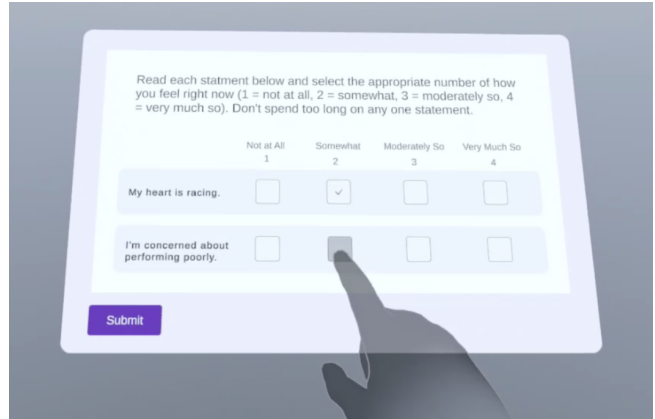 Read each statment below and select the appropriate number of how
you feel right now (1 = not at all, 2 = somewhat, 3 = moderately so, 4
= very much so). Don't spend too long on any one statement.
Not at All Somewhat Moderately So Very Much So
1 2 3 4
My heart is racing.
I'm concerned about
performing poorly.
Submit